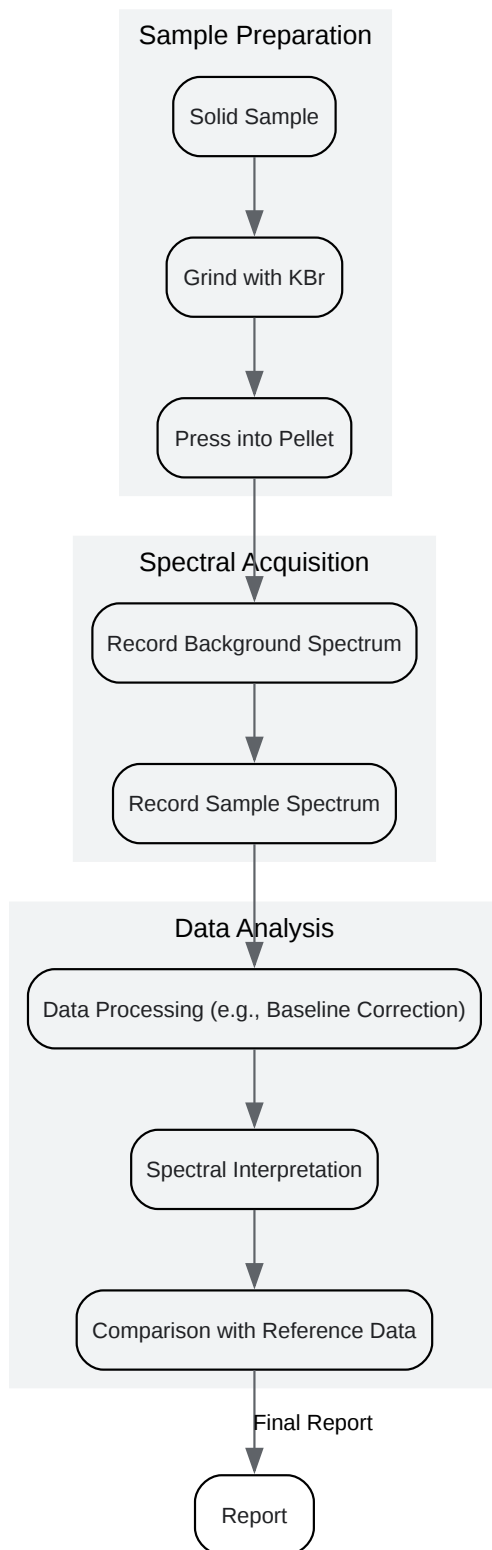 Sample Preparation
Solid Sample
Grind with KBr
Press into Pellet
Spectral Acquisition
Record Background Spectrum
Record Sample Spectrum
Data Analysis
Data Processing (e.g., Baseline Correction)
Spectral Interpretation
Comparison with Reference Data
Final Report
Report